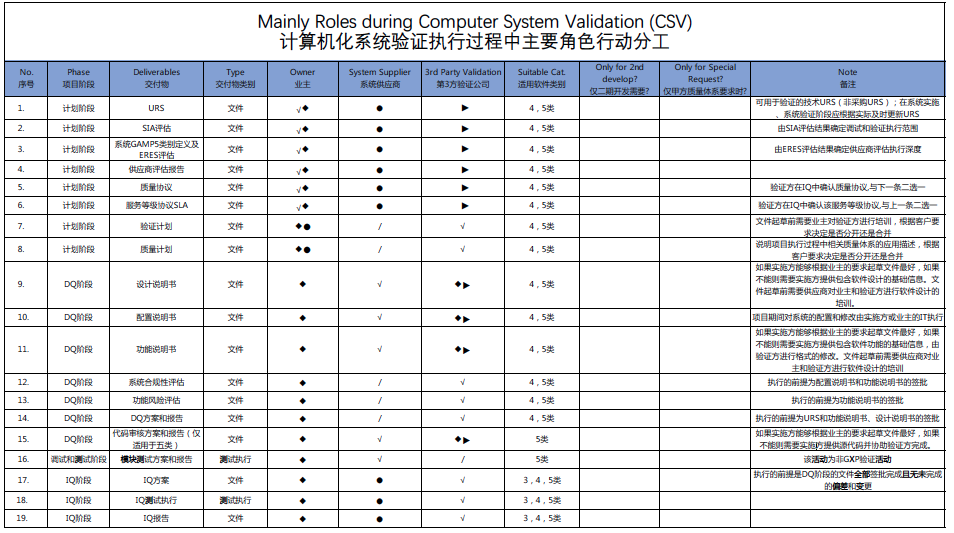 Mainly Roles during Computer System Validation (CSV)
计算机化系统验证执行过程中主要角色行动分工
No. Phase Deliverables Type Owner System Supplier 3rd Party Validation Suitable Cat. Only for 2nd develop? Only for Special Request? Note
序号 项目阶段 交付物 交付物类别 业主 系统供应商 第3方验证公司 适用软件类别 仅二期开发需要? 仅甲方质量体系要求时? 备注
1. 计划阶段 URS 文件 √◆ ● ▶ 4，5类 可用于验证的技术URS（非采购URS）；在系统实施
、系统验证阶段应根据实际及时更新URS
2. 计划阶段 SIA评估 文件 √◆ ● ▶ 4，5类 由SIA评估结果确定调试和验证执行范围
3. 计划阶段 系统GAMP5类别定义及
ERES评估 文件 √◆ ● ▶ 4，5类 由ERES评估结果确定供应商评估执行深度
4. 计划阶段 供应商评估报告 文件 √◆ ● ▶ 4，5类
5. 计划阶段 质量协议 文件 √◆ ● ▶ 4，5类 验证方在IQ中确认质量协议,与下一条二选一
6. 计划阶段 服务等级协议SLA 文件 √◆ ● ▶ 4，5类 验证方在IQ中确认该服务等级协议,与上一条二选一
7. 计划阶段 验证计划 文件 ◆● / √ 4，5类 文件起草前需要业主对验证方进行培训，根据客户要
求决定是否分开还是合并
8. 计划阶段 质量计划 文件 ◆● / √ 4，5类 说明项目执行过程中相关质量体系的应用描述，根据
客户要求决定是否分开还是合并
9. DQ阶段 设计说明书 文件 ◆ √ ◆▶ 4，5类 如果实施方能够根据业主的要求起草文件最好，如果
不能则需要实施方提供包含软件设计的基础信息。文
件起草前需要供应商对业主和验证方进行软件设计的
培训。
10. DQ阶段 配置说明书 文件 ◆ √ ◆▶ 4，5类 项目期间对系统的配置和修改由实施方或业主的IT执行
11. DQ阶段 功能说明书 文件 ◆ √ ◆▶ 4，5类 如果实施方能够根据业主的要求起草文件最好，如果
不能则需要实施方提供包含软件功能的基础信息，由
验证方进行格式的修改。文件起草前需要供应商对业
主和验证方进行软件设计的培训
12. DQ阶段 系统合规性评估 文件 ◆ / √ 4，5类 执行的前提为配置说明书和功能说明书的签批
13. DQ阶段 功能风险评估 文件 ◆ / √ 4，5类 执行的前提为功能说明书的签批
14. DQ阶段 DQ方案和报告 文件 ◆ / √ 4，5类 执行的前提为URS和功能说明书、设计说明书的签批
15. DQ阶段 代码审核方案和报告（仅
适用于五类） 文件 ◆ √ ◆▶ 5类 如果实施方能够根据业主的要求起草文件最好，如果
不能则需要实施方提供源代码并协助验证方完成。
16. 调试和测试阶段 模块测试方案和报告 测试执行 ◆ √ / 5类 该活动为非GXP验证活动
17. IQ阶段 IQ方案 文件 ◆ ● √ 3，4，5类 执行的前提是DQ阶段的文件全部签批完成且无未完成
的偏差和变更
18. IQ阶段 IQ测试执行 测试执行 ◆ ● √ 3，4，5类
19. IQ阶段 IQ报告 文件 ◆ ● √ 3，4，5类